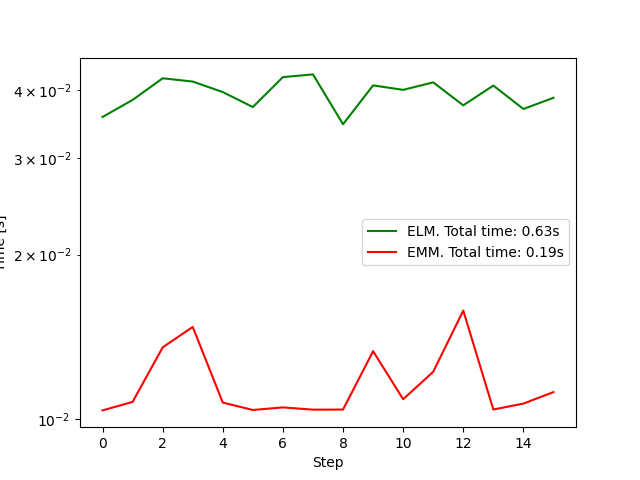 4 × 10⁻²
3 × 10⁻²
2 × 10⁻²
10⁻²
ELM. Total time: 0.63s
EMM. Total time: 0.19s
0 2 4 6 8 10 12 14
Step